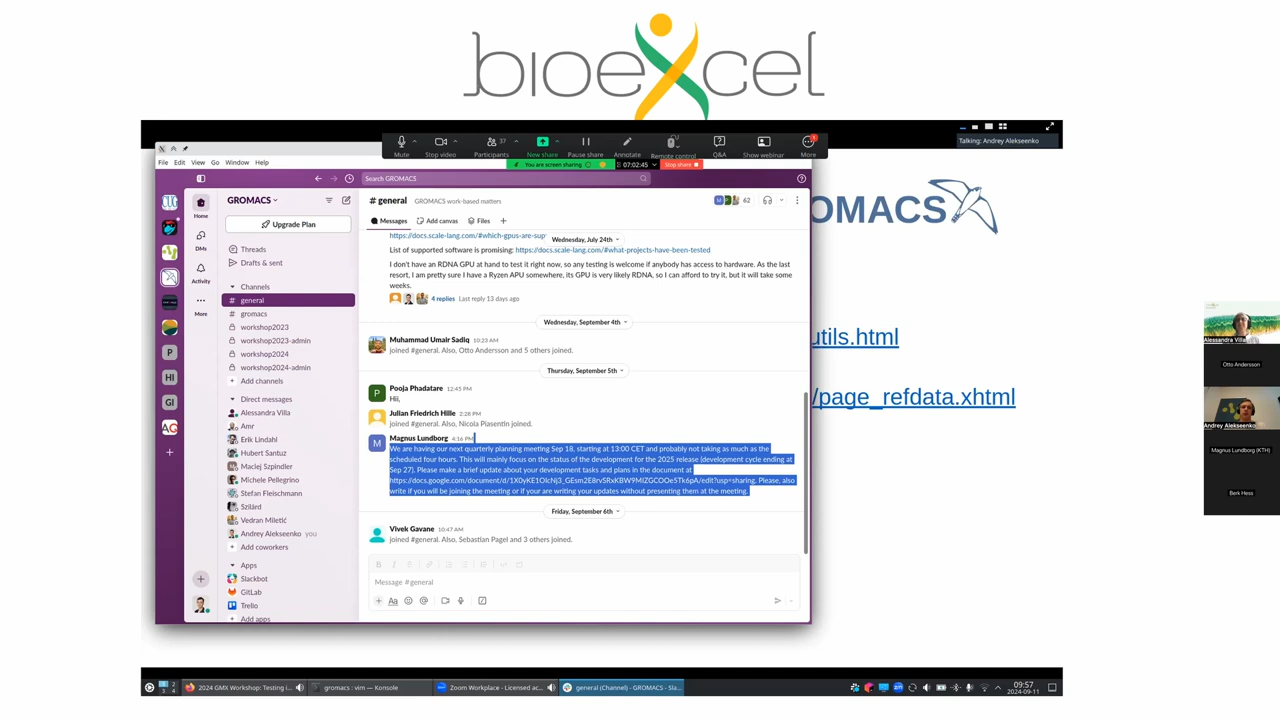 bioexcel
Talking: Andrey Alekseenko
Mute
Stop video
Participants
37
New share
Pause share
Annotate
Remote control
Q&A
Show webinar
More
You are screen sharing
07:02:45
Stop share
File Edit View Go Window Help
Search GROMACS
GROMACS
Upgrade Plan
Home
DMs
Activity
More
Threads
Drafts & sent
Channels
# general
# gromacs
workshop2023
workshop2023-admin
workshop2024
workshop2024-admin
+ Add channels
Direct messages
Alessandra Villa
Amr
Erik Lindahl
Hubert Santuz
Maciej Szpindler
Michele Pellegrino
Stefan Fleischmann
Szilárd
Vedran Miletić
Andrey Alekseenko you
+ Add coworkers
Apps
Slackbot
GitLab
Trello
Add apps
P
HI
GI
AG
# general GROMACS work-based matters
62
Messages Add canvas Files +
https://docs.scale-lang.com/#which-gpus-are-sup
Wednesday, July 24th
List of supported software is promising: https://docs.scale-lang.com/#what-projects-have-been-tested
I don't have an RDNA GPU at hand to test it right now, so any testing is welcome if anybody has access to hardware. As the last
resort, I am pretty sure I have a Ryzen APU somewhere, its GPU is very likely RDNA, so I can afford to try it, but it will take some
weeks.
4 replies Last reply 13 days ago
Wednesday, September 4th
Muhammad Umair Sadiq 10:23 AM
joined #general. Also, Otto Andersson and 5 others joined.
Thursday, September 5th
P
Pooja Phadatare 12:45 PM
Hii,
Julian Friedrich Hille 2:28 PM
joined #general. Also, Nicola Piasentin joined.
M
Magnus Lundborg 4:16 PM
We are having our next quarterly planning meeting Sep 18, starting at 13:00 CET and probably not taking as much as the
scheduled four hours. This will mainly focus on the status of the development for the 2025 release (development cycle ending at
Sep 27). Please make a brief update about your development tasks and plans in the document at
. Please, also
write if you will be joining the meeting or if your are writing your updates without presenting them at the meeting.
Friday, September 6th
Vivek Gavane 10:47 AM
joined #general. Also, Sebastian Pagel and 3 others joined.
Message #general
OMACS
utils.html
/page_refdata.xhtml
Alessandra Villa
Otto Andersson
Andrey Alekseenko
Magnus Lundborg (KTH)
Berk Hess
2024 GMX Workshop: Testing i...
gromacs : vim — Konsole
Zoom Workplace - Licensed ac...
general (Channel) - GROMACS - Sla...
09:57
2024-09-11